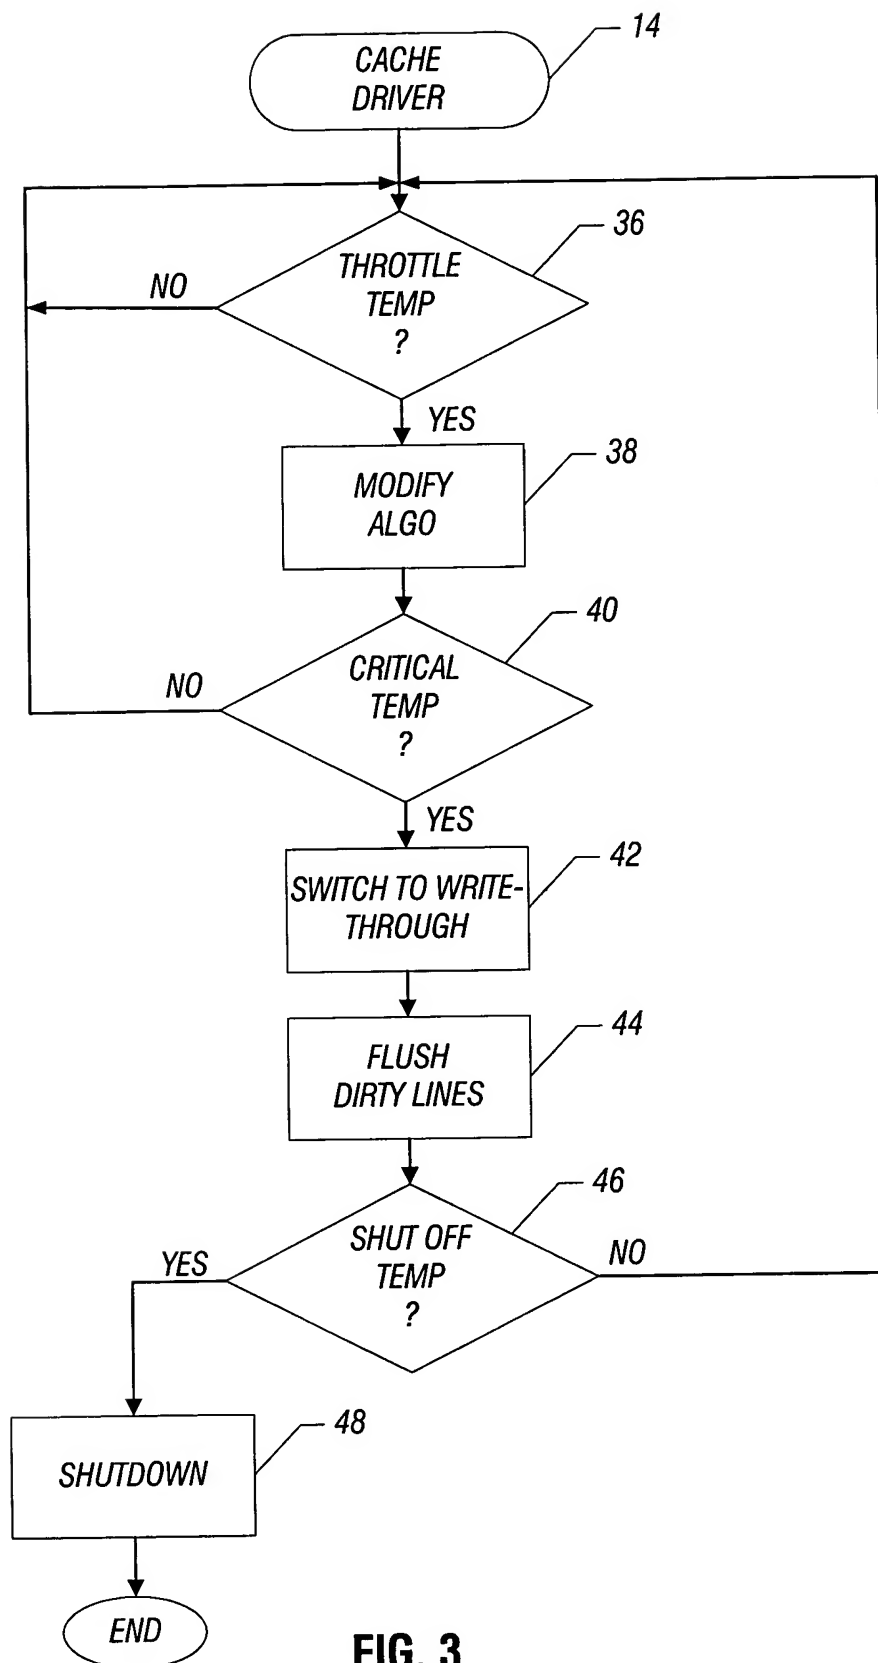 14
CACHE
DRIVER
36
THROTTLE
TEMP
?
NO
YES
38
MODIFY
ALGO
40
CRITICAL
TEMP
?
NO
YES
42
SWITCH TO WRITE-
THROUGH
44
FLUSH
DIRTY LINES
46
SHUT OFF
TEMP
?
YES
NO
48
SHUTDOWN
END
FIG. 3